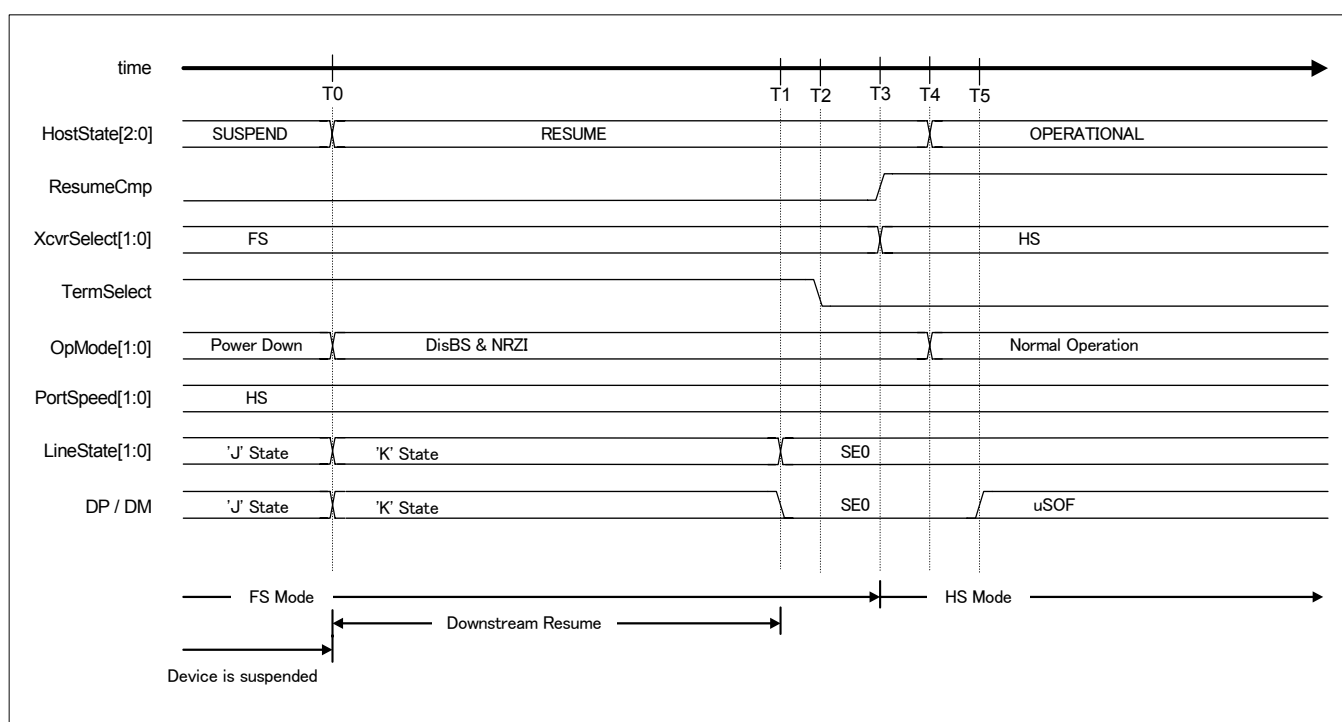 time
T0 T1 T2 T3 T4 T5
HostState[2:0] SUSPEND RESUME OPERATIONAL
ResumeCmp
XcvrSelect[1:0] FS HS
TermSelect
OpMode[1:0] Power Down DisBS & NRZI Normal Operation
PortSpeed[1:0] HS
LineState[1:0] 'J' State 'K' State SE0
DP / DM 'J' State 'K' State SE0 uSOF
FS Mode HS Mode
Downstream Resume
Device is suspended